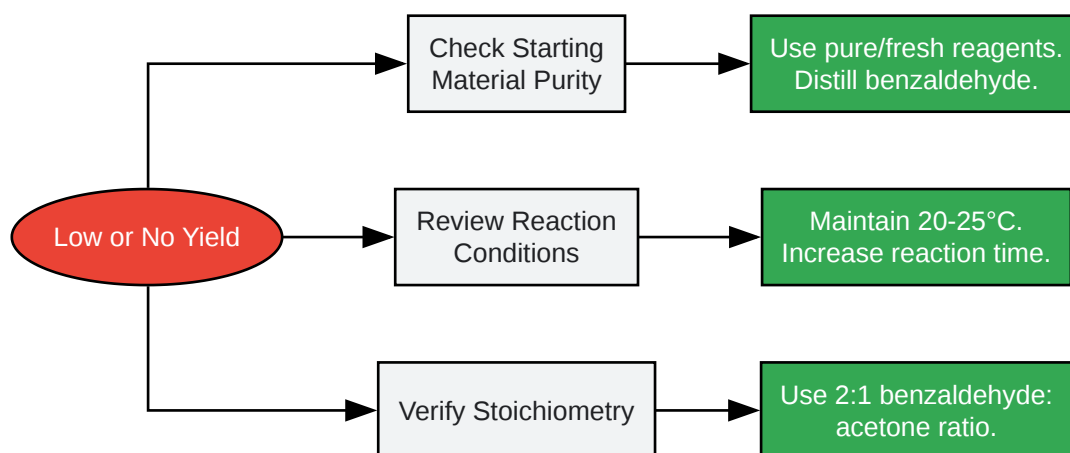 Check Starting
Material Purity
Use pure/fresh reagents.
Distill benzaldehyde.
Low or No Yield
Review Reaction
Conditions
Maintain 20-25°C.
Increase reaction time.
Verify Stoichiometry
Use 2:1 benzaldehyde:
acetone ratio.